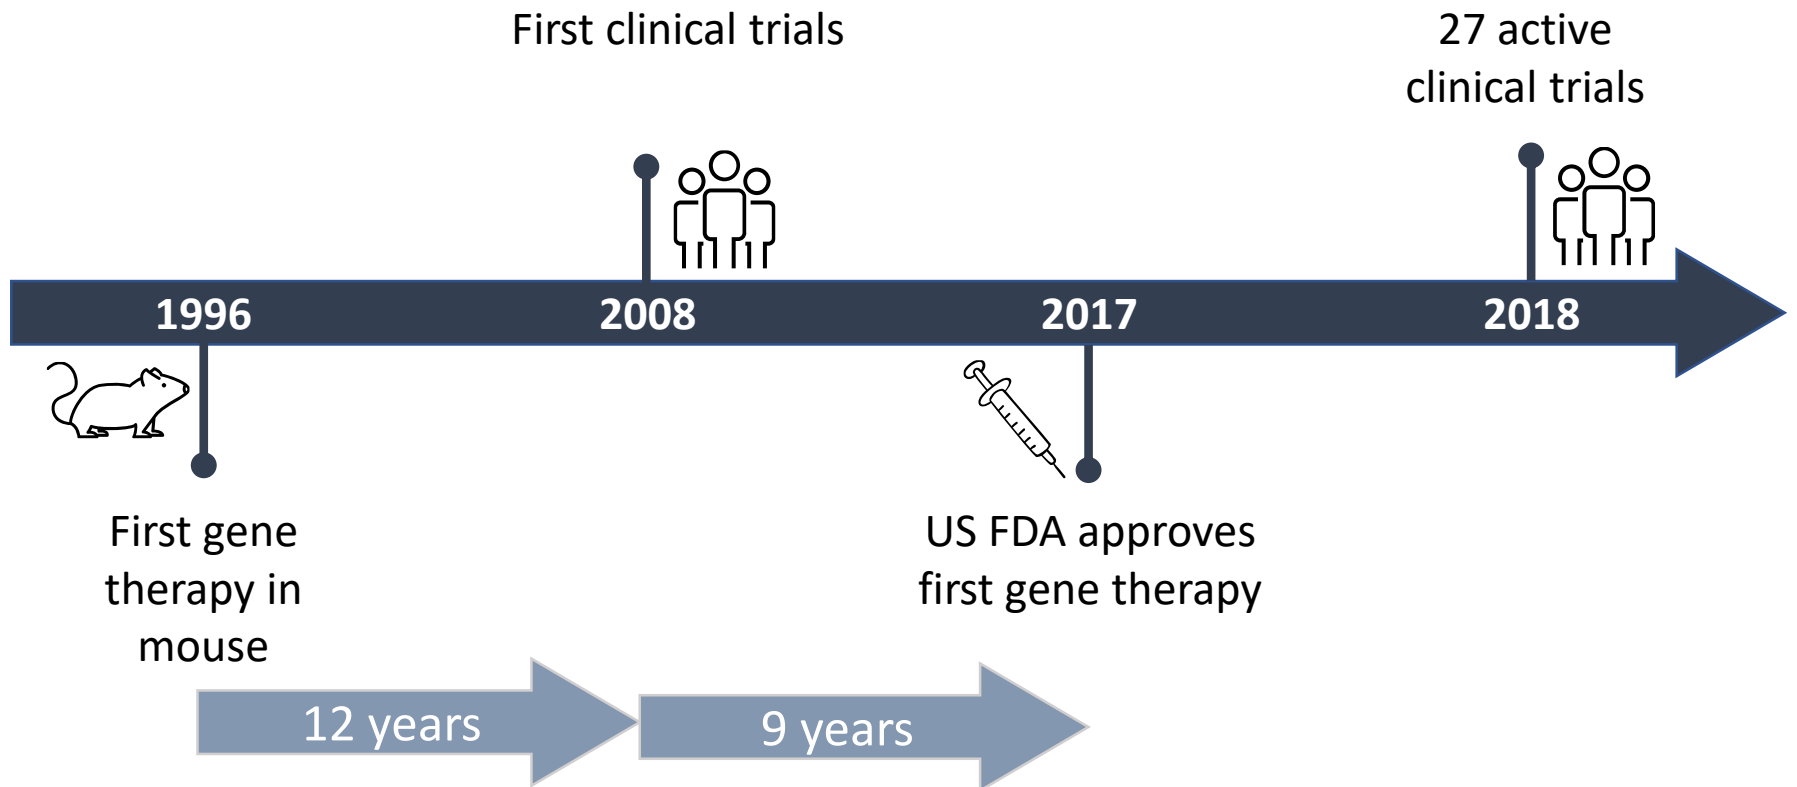 First clinical trials
27 active
clinical trials
1996
2008
2017
2018
First gene
therapy in
mouse
US FDA approves
first gene therapy
12 years
9 years